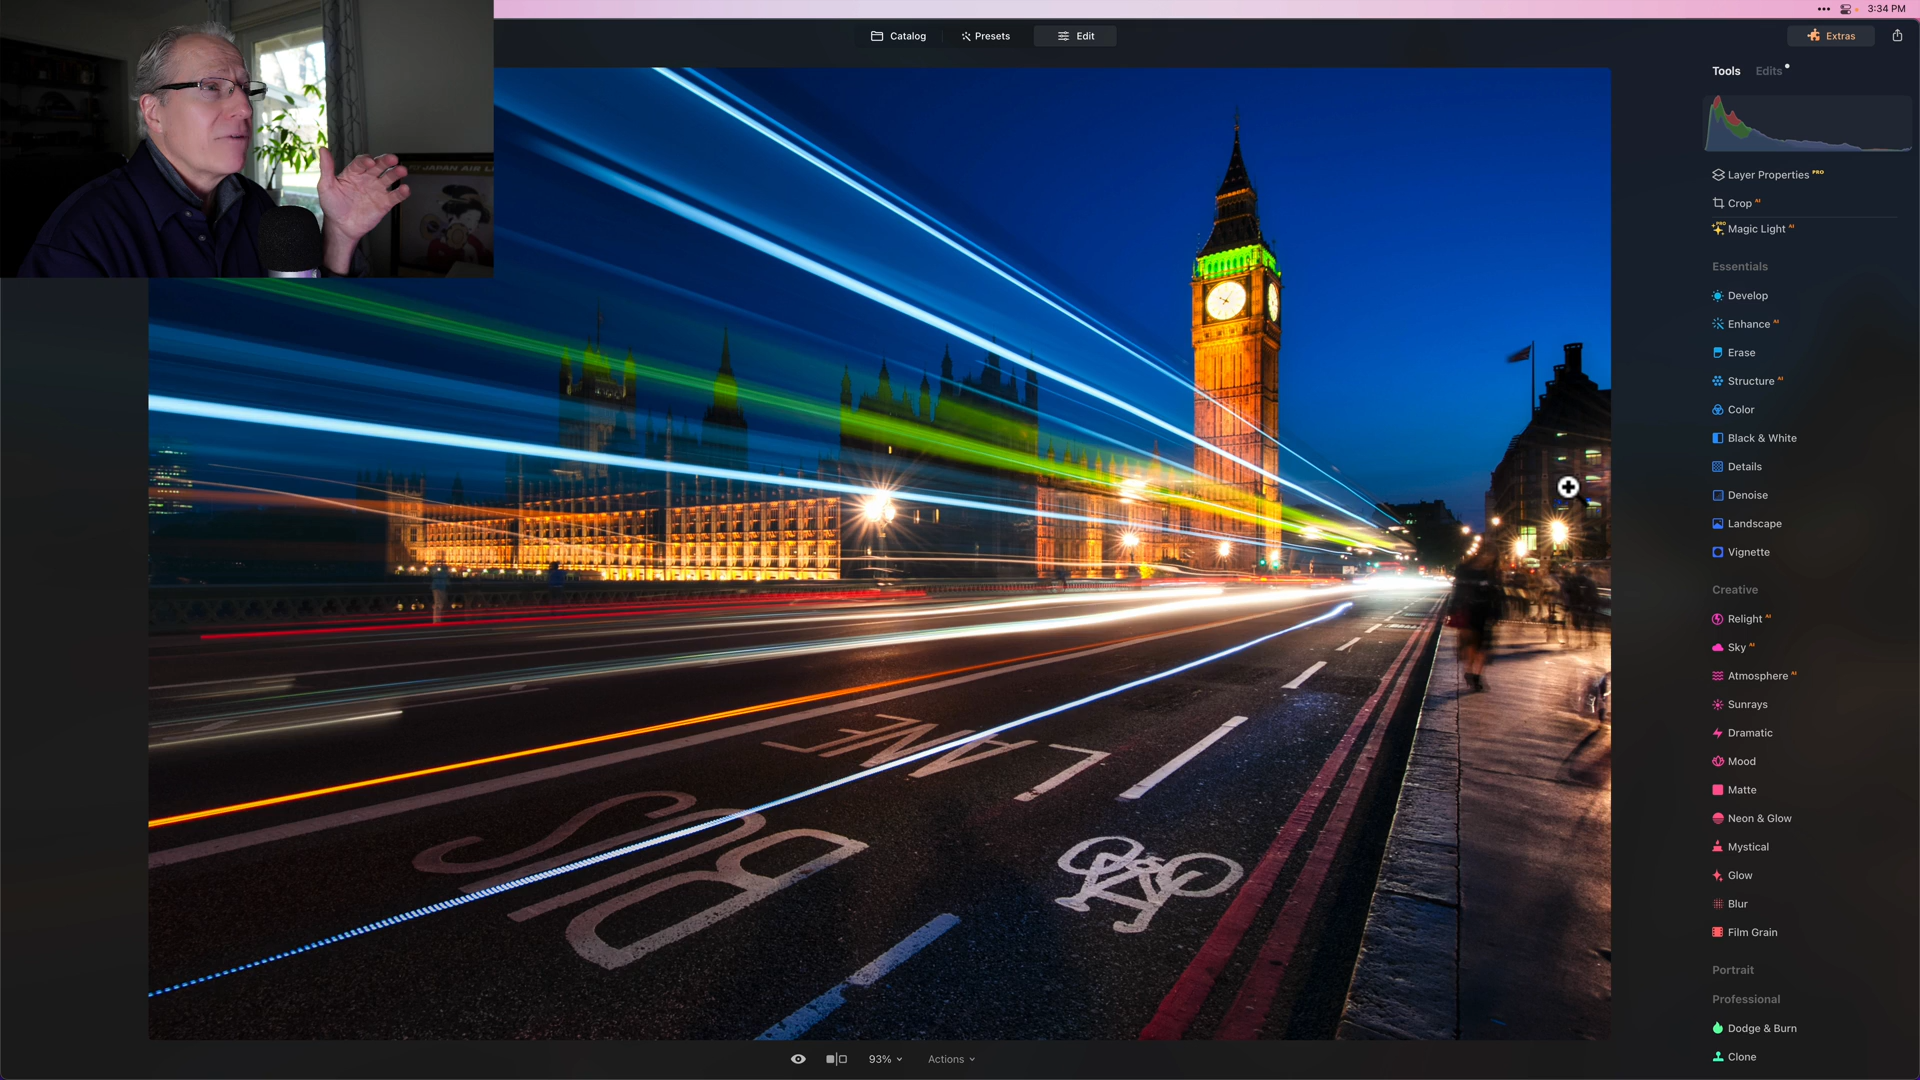 3:34 PM
Catalog
Presets
Edit
Extras
Tools
Edits
JAPAN AIR
Layer Properties PRO
Crop AI
PRO
Magic Light AI
Essentials
Develop
Enhance AI
Erase
Structure AI
Color
Black & White
Details
Denoise
Landscape
Vignette
Creative
Relight AI
Sky AI
Atmosphere AI
Sunrays
Dramatic
Mood
Matte
Neon & Glow
Mystical
Glow
Blur
Film Grain
Portrait
Professional
Dodge & Burn
Clone
LANE
BUS
93%
Actions